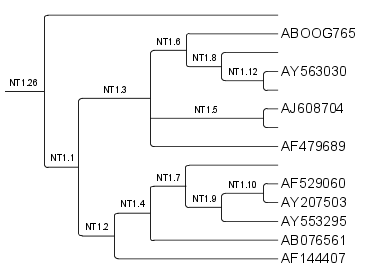 ABOOG765
NT1.6
NT1.8
NT1.12
AY563030
NT1.26
NT1.3
NT1.5
AJ608704
AF479689
NT1.1
NT1.7
NT1.10
AF529060
NT1.9
AY207503
NT1.4
AY553295
NT1.2
AB076561
AF144407